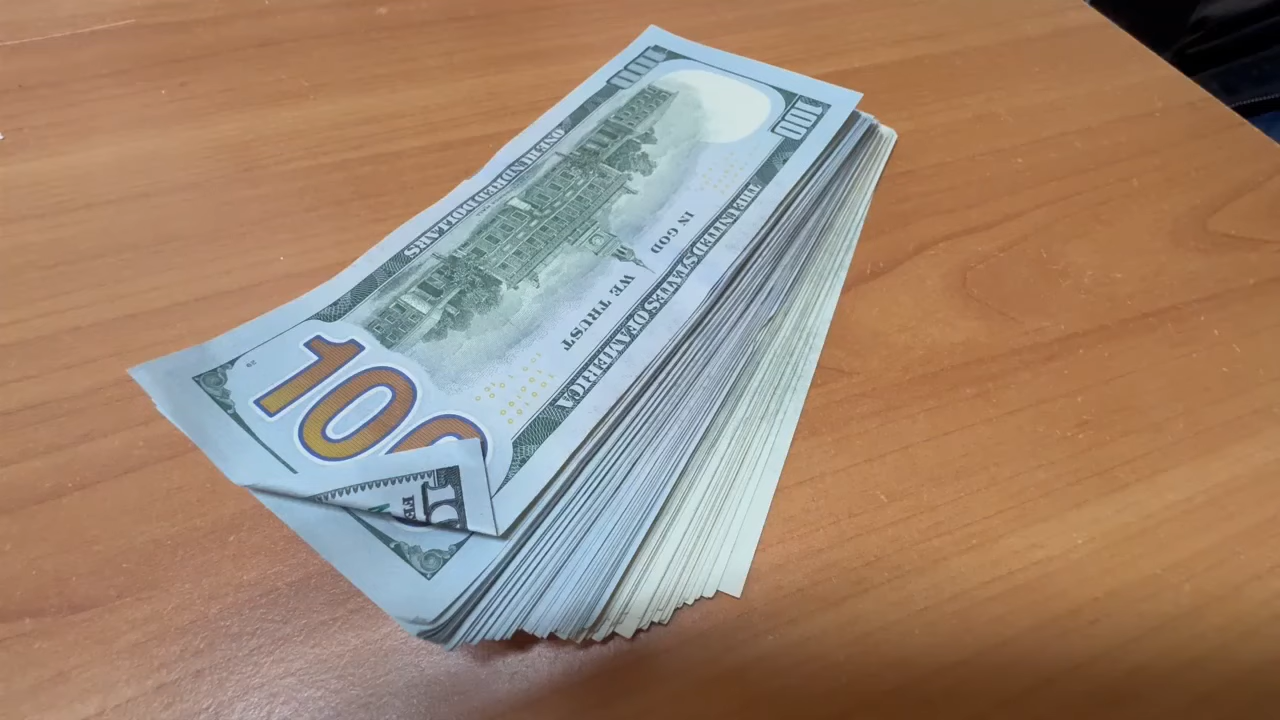 100
100
ONE HUNDRED DOLLARS
IN GOD
WE TRUST
THE UNITED STATES OF AMERICA
100